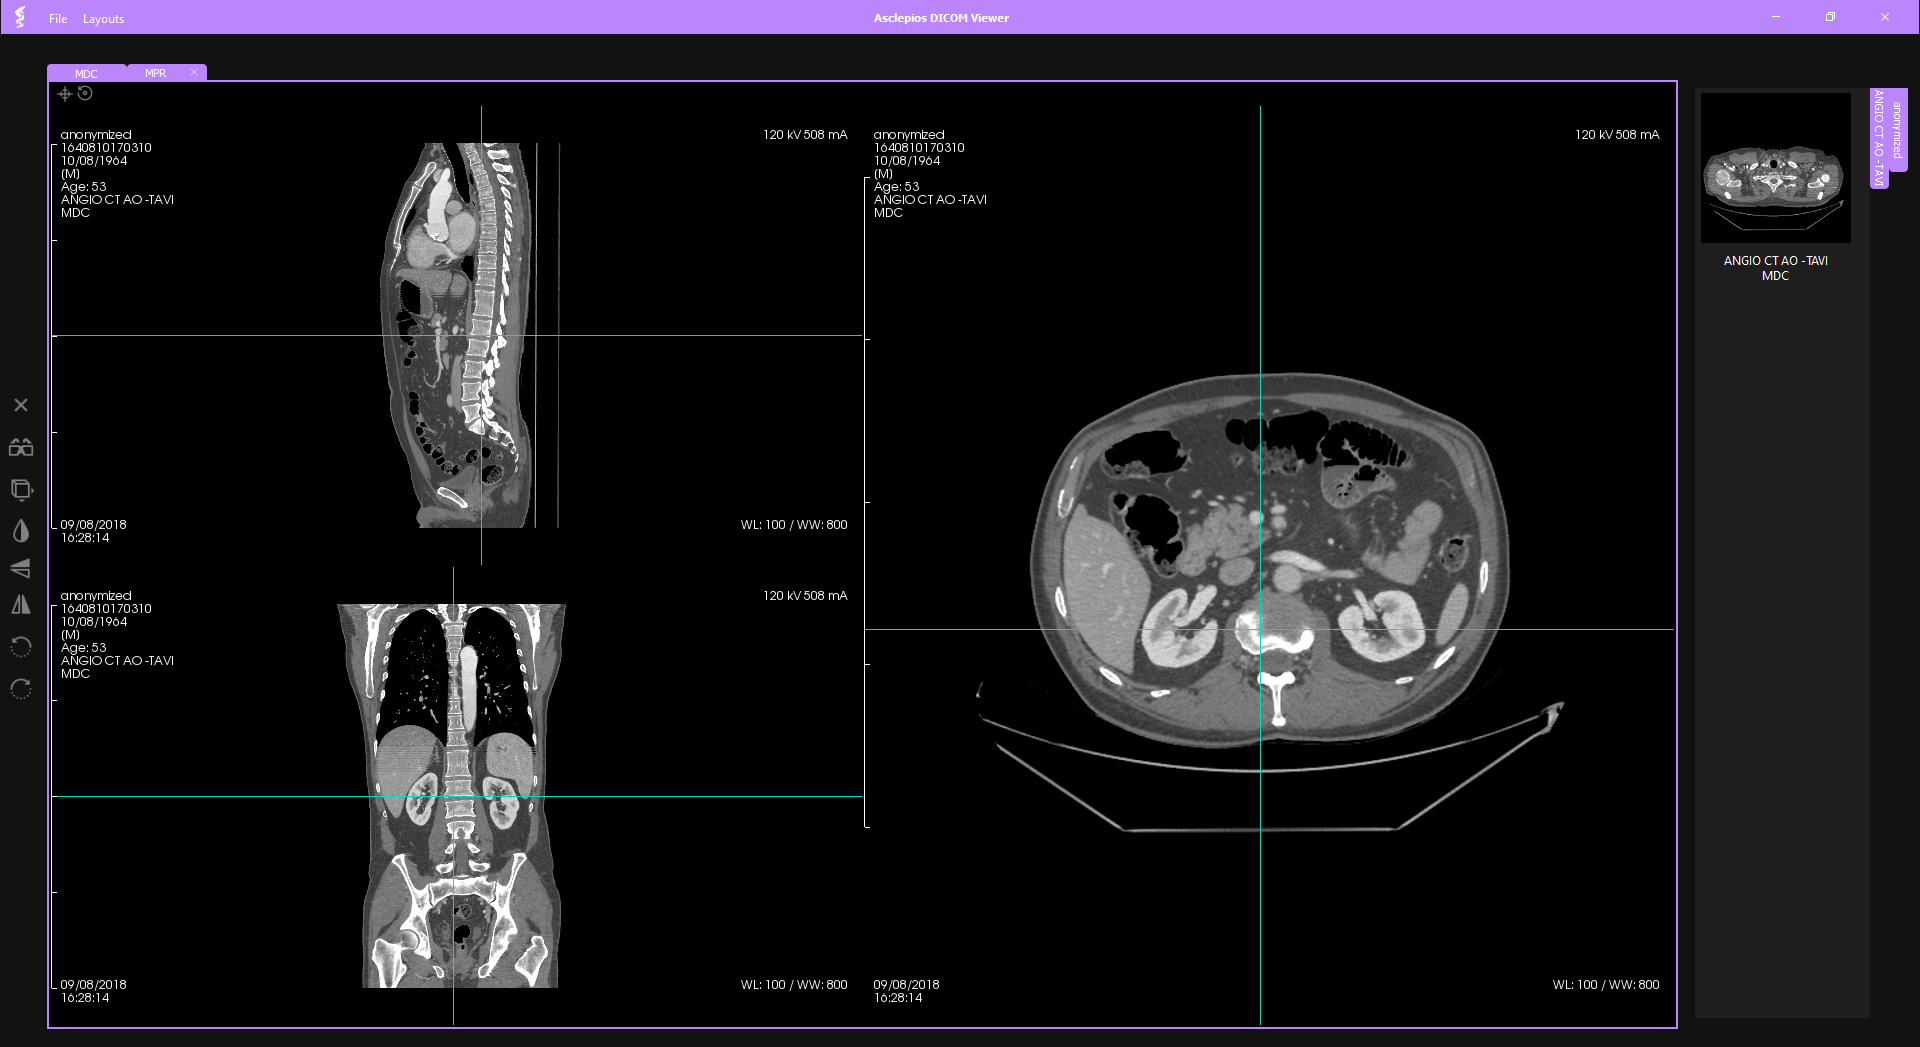 File Layouts Asclepios DICOM Viewer
MDC MPR
anonymized
1640810170310
10/08/1964
(M)
Age: 53
ANGIO CT AO -TAVI
MDC
120 kV 508 mA
09/08/2018
16:28:14
WL: 100 / WW: 800
anonymized
1640810170310
10/08/1964
(M)
Age: 53
ANGIO CT AO -TAVI
MDC
120 kV 508 mA
09/08/2018
16:28:14
WL: 100 / WW: 800
anonymized
1640810170310
10/08/1964
(M)
Age: 53
ANGIO CT AO -TAVI
MDC
120 kV 508 mA
09/08/2018
16:28:14
WL: 100 / WW: 800
ANGIO CT AO -TAVI
MDC
anonymized
ANGIO CT AO -TAVI